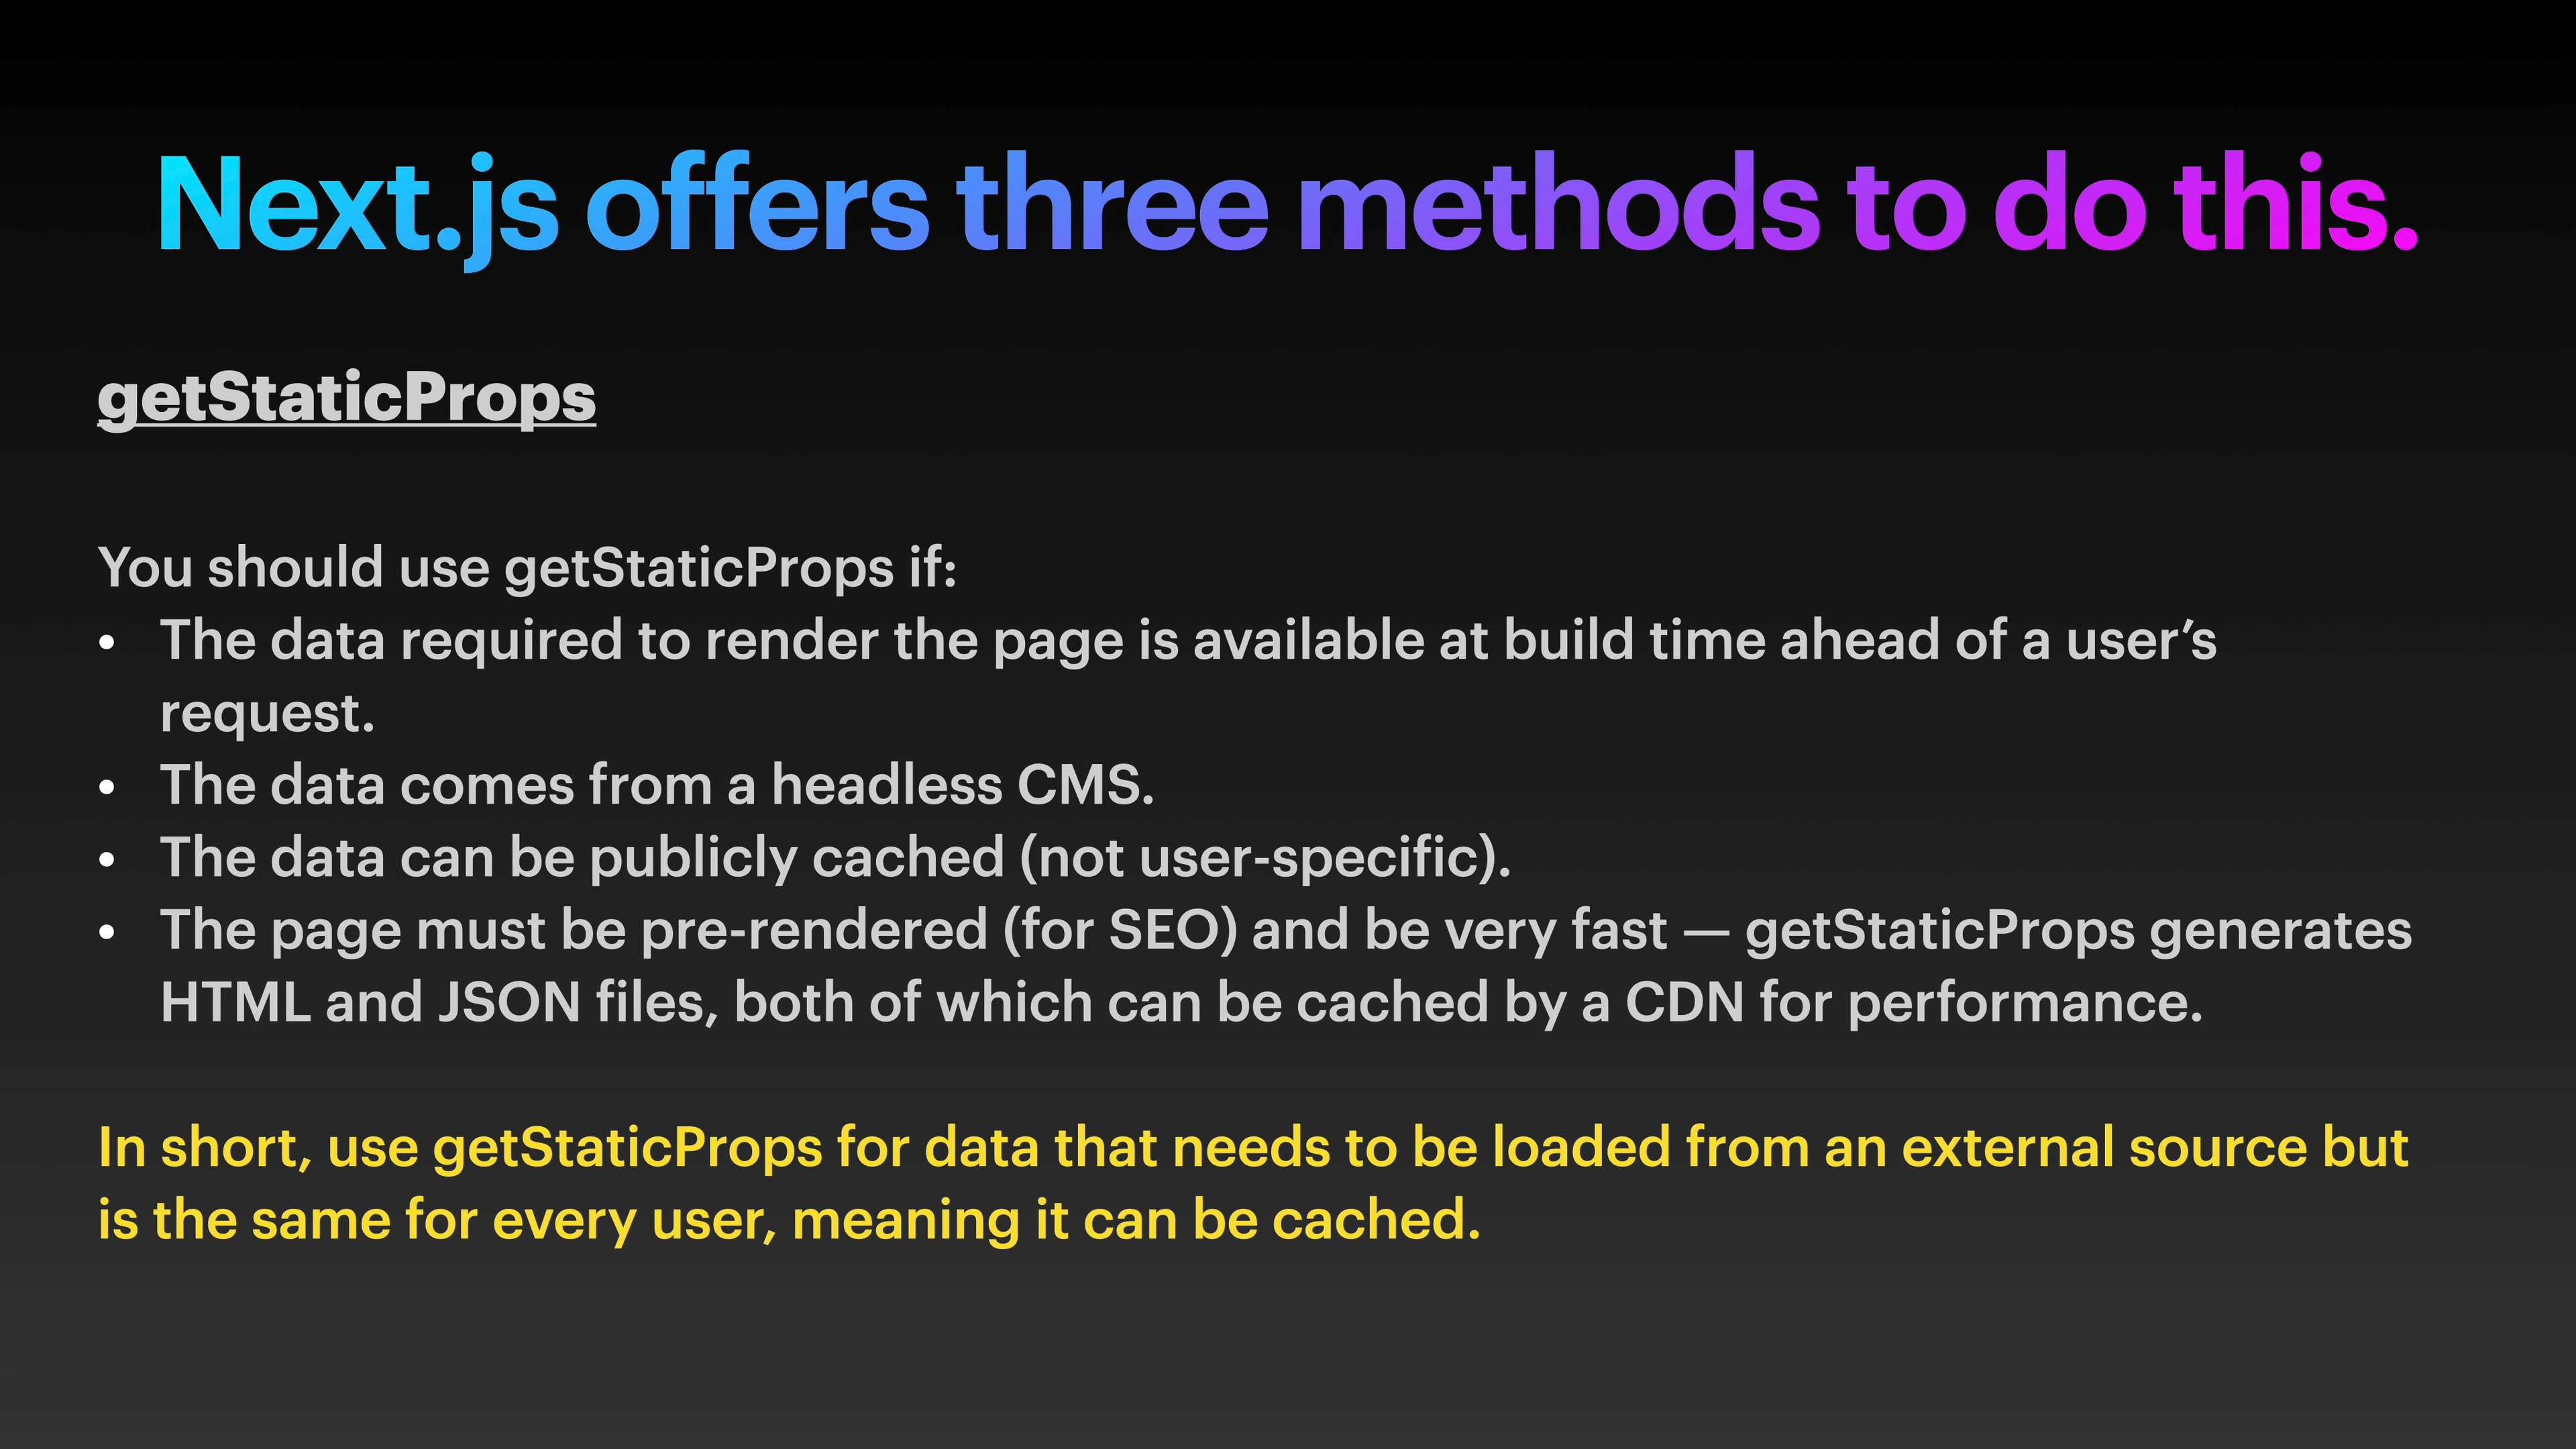 Next.js offers three methods to do this.
getStaticProps
You should use getStaticProps if:
• The data required to render the page is available at build time ahead of a user’s
request.
• The data comes from a headless CMS.
• The data can be publicly cached (not user-specific).
• The page must be pre-rendered (for SEO) and be very fast — getStaticProps generates
HTML and JSON files, both of which can be cached by a CDN for performance.
In short, use getStaticProps for data that needs to be loaded from an external source but
is the same for every user, meaning it can be cached.